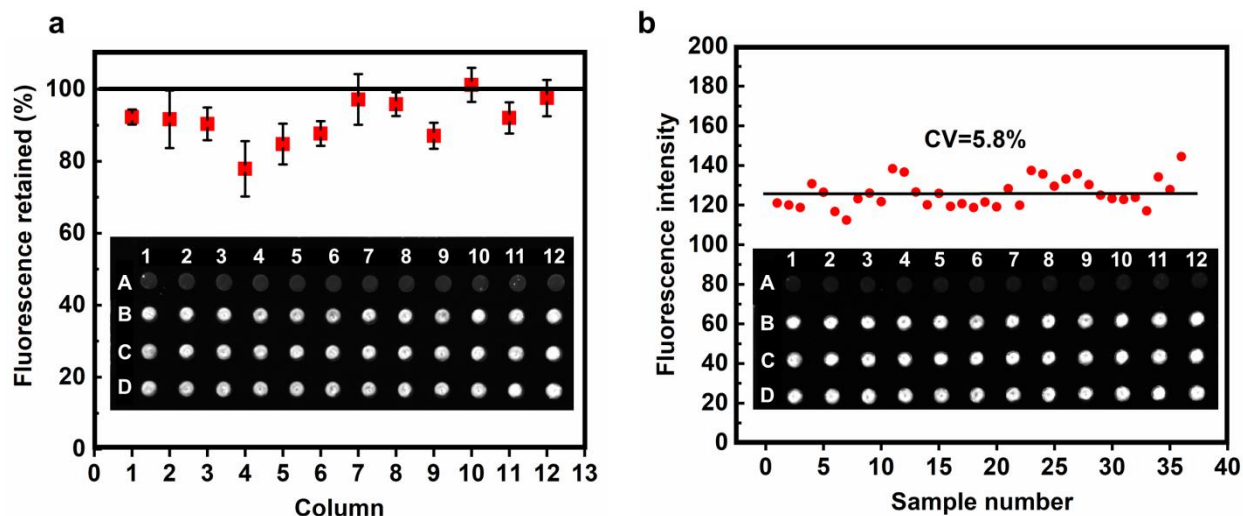 a
Fluorescence retained (%)
100
80
60
40
20
0
1 2 3 4 5 6 7 8 9 10 11 12
A
B
C
D
0 1 2 3 4 5 6 7 8 9 10 11 12 13
Column
b
Fluorescence intensity
200
180
160
140
120
100
80
60
40
20
0
CV=5.8%
1 2 3 4 5 6 7 8 9 10 11 12
A
B
C
D
0 5 10 15 20 25 30 35 40
Sample number